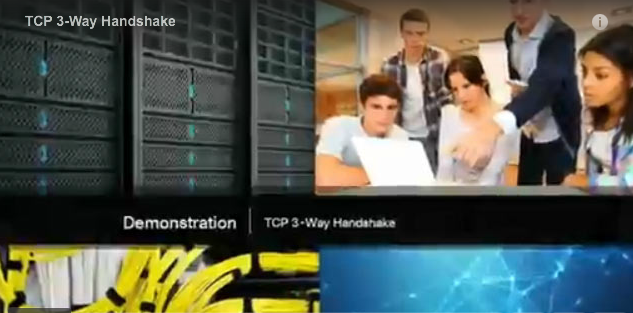 TCP 3-Way Handshake
Demonstration | TCP 3-Way Handshake